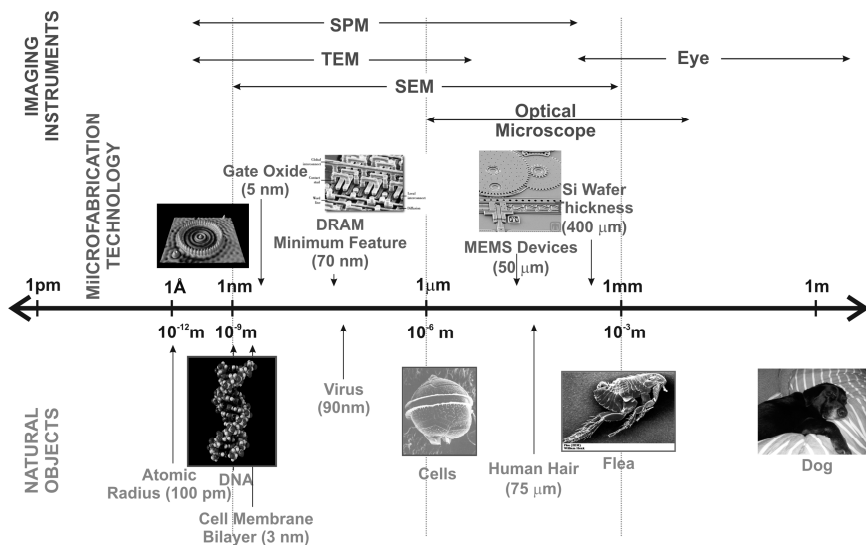 IMAGING
INSTRUMENTS
SPM
TEM
Eye
SEM
Optical
Microscope
MilCROFABRICATION
TECHNOLOGY
Gate Oxide
(5 nm)
DRAM
Minimum Feature
(70 nm)
MEMS Devices
(50 µm)
Si Wafer
hickness
(400 µm)
1pm
1Å
1nm
1µm
1mm
1m
10⁻¹²m
10⁻⁹m
10⁻⁶ m
10⁻³ m
NATURAL
OBJECTS
Atomic
Radius (100 pm)
DNA
Cell Membrane
Bilayer (3 nm)
Virus
(90nm)
Cells
Human Hair
(75 µm)
Flea
Dog